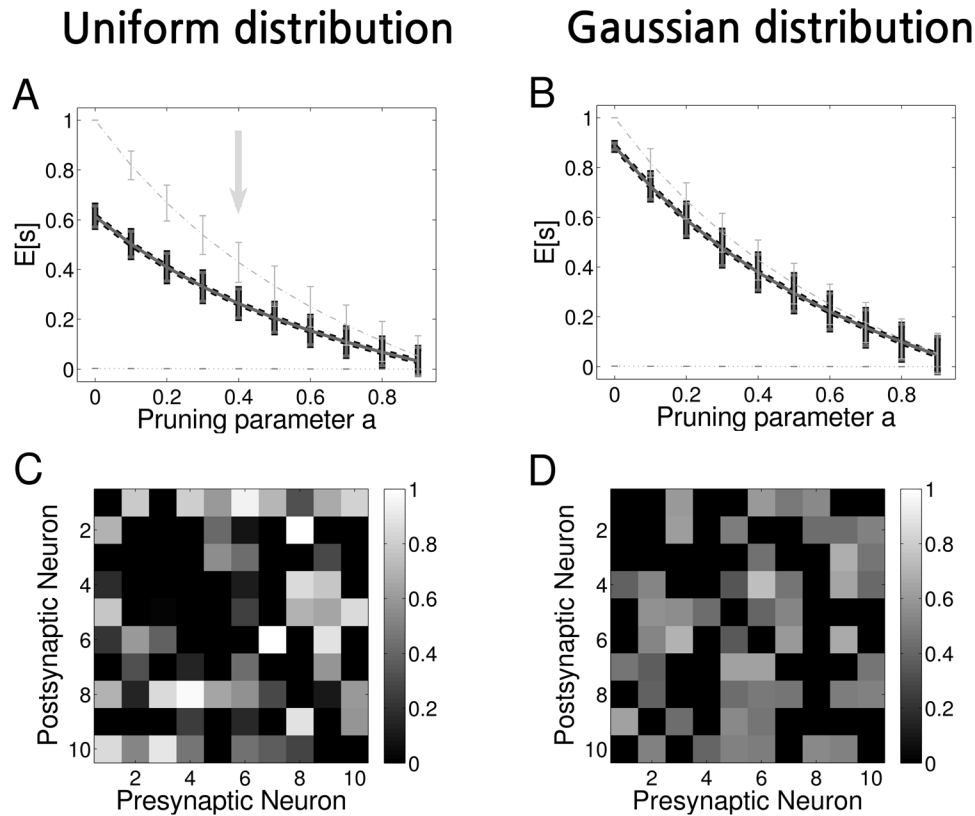 Uniform distribution
Gaussian distribution
A
E[s]
1
0.8
0.6
0.4
0.2
0
0 0.2 0.4 0.6 0.8
Pruning parameter a
B
E[s]
1
0.8
0.6
0.4
0.2
0
0 0.2 0.4 0.6 0.8
Pruning parameter a
C
Postsynaptic Neuron
2
4
6
8
10
2 4 6 8 10
Presynaptic Neuron
1
0.8
0.6
0.4
0.2
0
D
Postsynaptic Neuron
2
4
6
8
10
2 4 6 8 10
Presynaptic Neuron
1
0.8
0.6
0.4
0.2
0